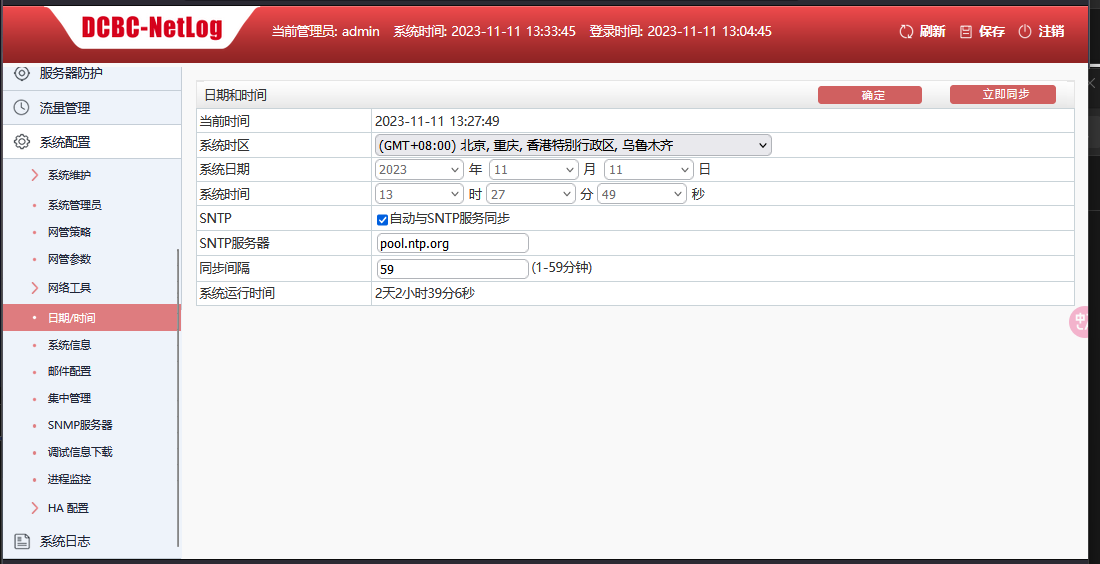 DCBC-NetLog
当前管理员: admin 系统时间: 2023-11-11 13:33:45 登录时间: 2023-11-11 13:04:45
刷新 保存 注销
服务器防护
流量管理
系统配置
系统维护
系统管理员
网管策略
网管参数
网络工具
日期/时间
系统信息
邮件配置
集中管理
SNMP服务器
调试信息下载
进程监控
HA 配置
系统日志
日期和时间 确定 立即同步
当前时间 2023-11-11 13:27:49
系统时区 (GMT+08:00) 北京, 重庆, 香港特别行政区, 乌鲁木齐
系统日期 2023 年 11 月 11 日
系统时间 13 时 27 分 49 秒
SNTP 自动与SNTP服务同步
SNTP服务器 pool.ntp.org
同步间隔 59 (1-59分钟)
系统运行时间 2天2小时39分6秒